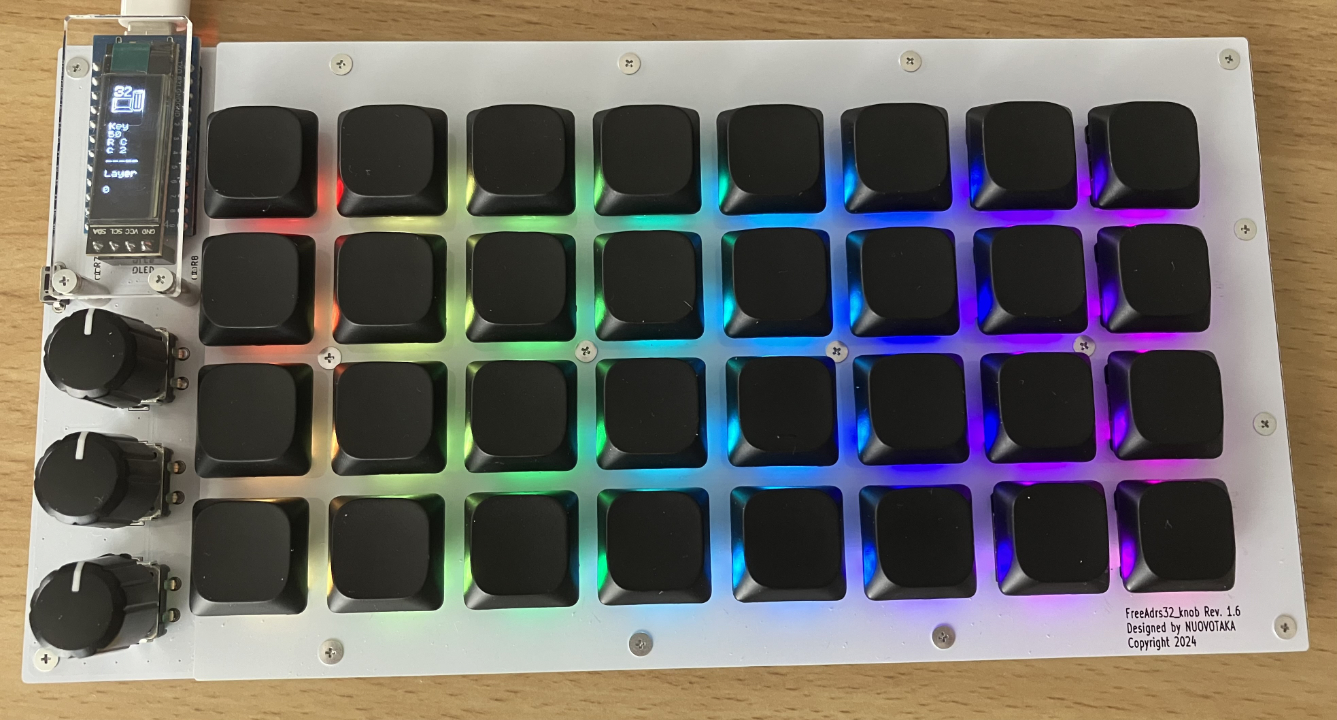 32
Key
R C
C 2
-----
Layer
0
GND VCC SCL SDA
OLED
FreeAdrs32_knob Rev. 1.6
Designed by NUOVOTAKA
Copyright 2024